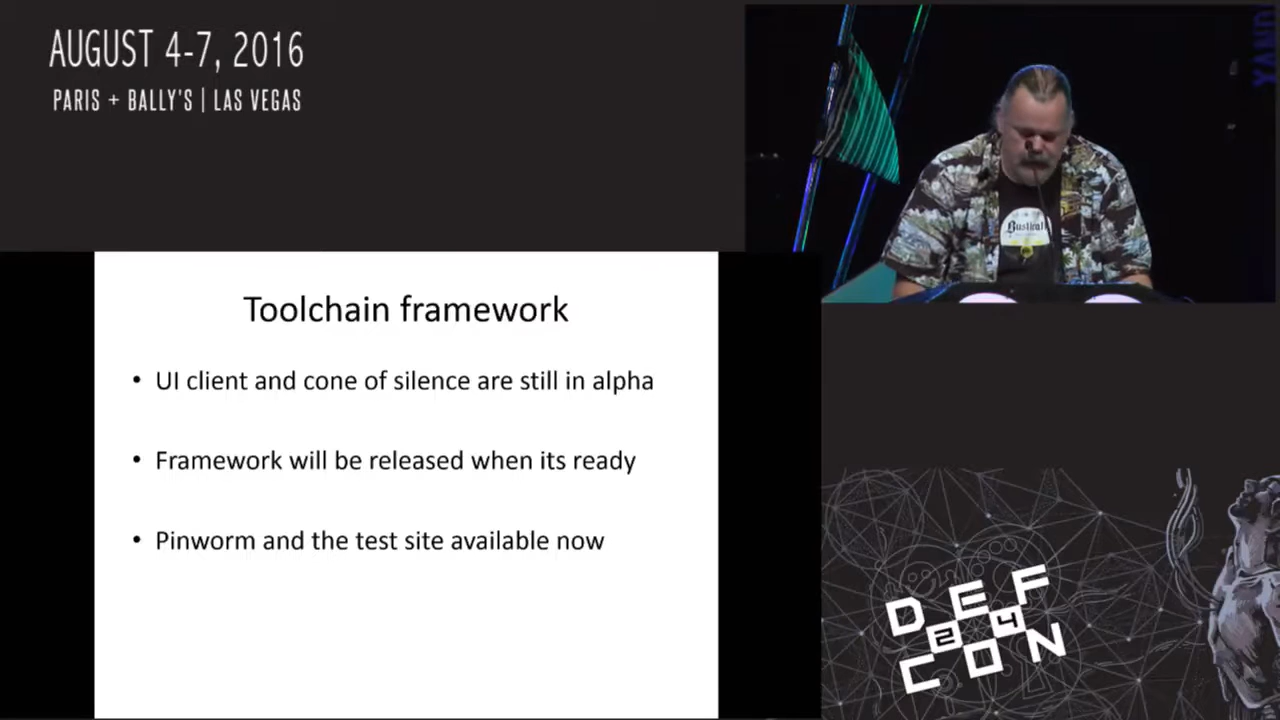 AUGUST 4-7, 2016
PARIS + BALLY'S | LAS VEGAS
Toolchain framework
• UI client and cone of silence are still in alpha
• Framework will be released when its ready
• Pinworm and the test site available now
DEF
24
CON